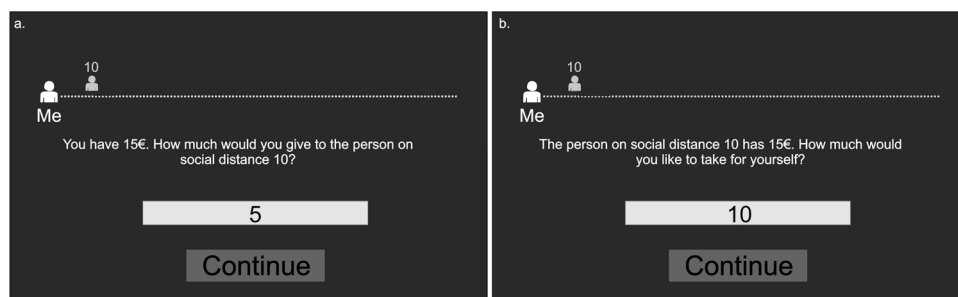 a.
10
Me
You have 15€. How much would you give to the person on
social distance 10?
5
Continue
b.
10
Me
The person on social distance 10 has 15€. How much would
you like to take for yourself?
10
Continue